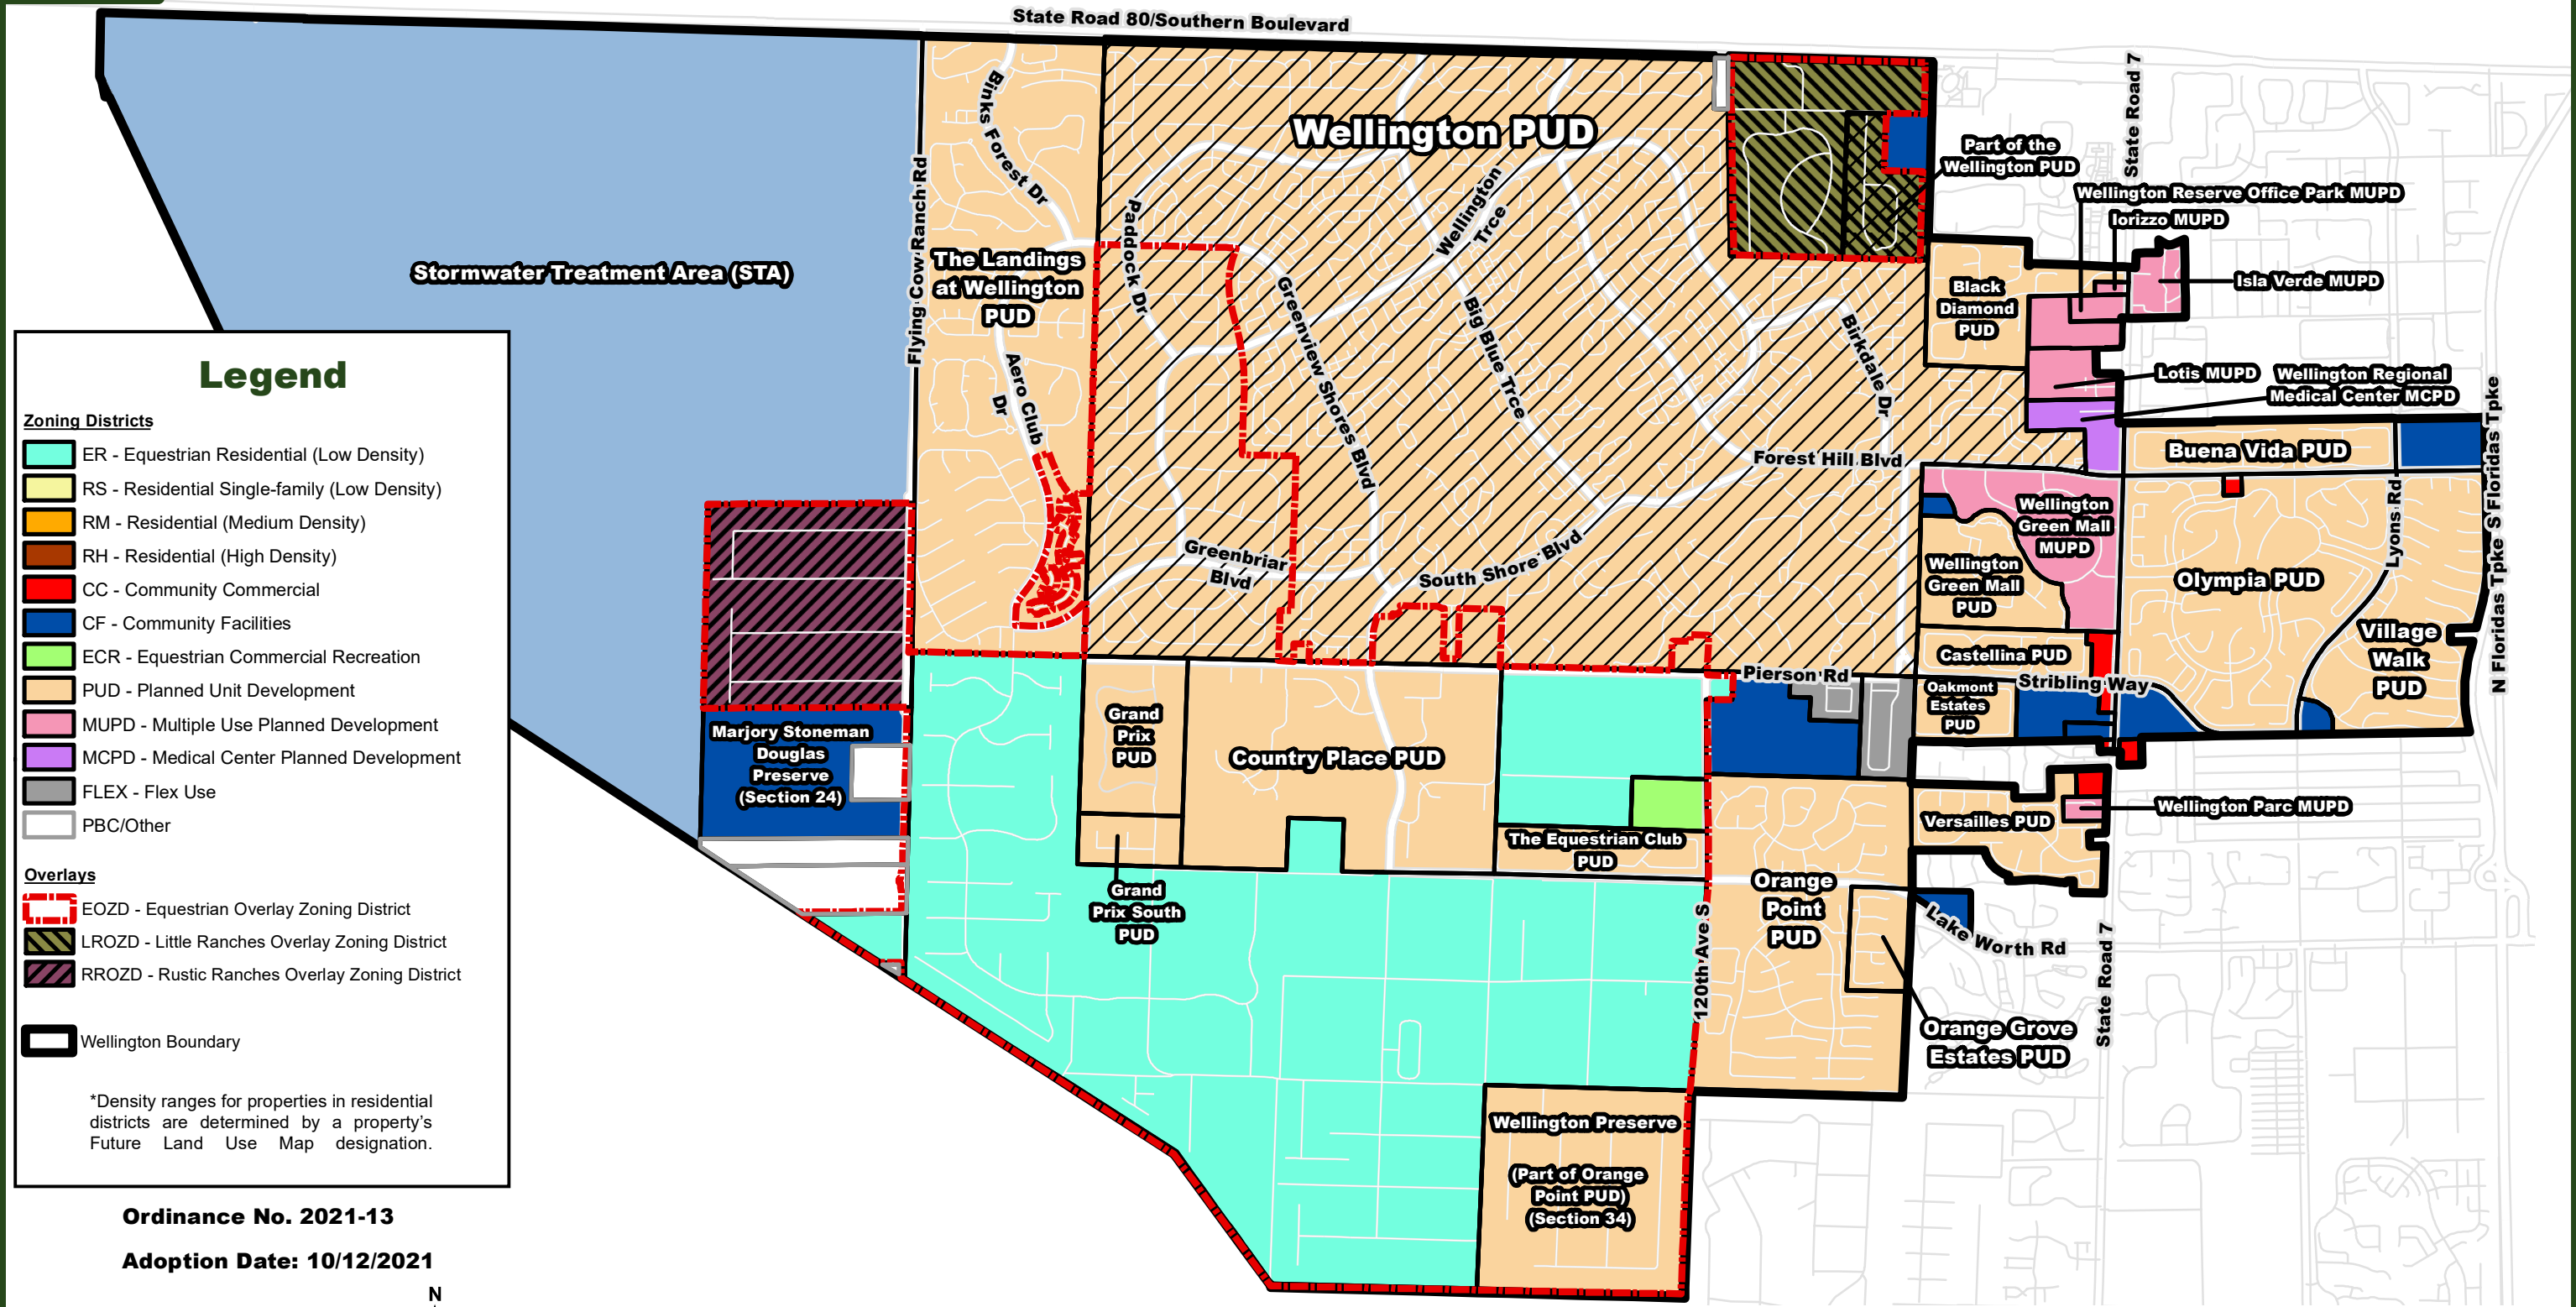 State Road 80/Southern Boulevard
Stormwater Treatment Area (STA)
Flying Cow Ranch Rd
Binks Forest Dr
The Landings
at Wellington
PUD
Aero Club
Dr
Wellington PUD
Paddock Dr
Greenview Shores Blvd
Wellington
Trce
Big Blue Trce
Birkdale Dr
Forest Hill Blvd
South Shore Blvd
Greenbriar
Blvd
Part of the
Wellington PUD
State Road 7
Wellington Reserve Office Park MUPD
Iorizzo MUPD
Isla Verde MUPD
Black
Diamond
PUD
Lotis MUPD
Wellington Regional
Medical Center MCPD
Buena Vida PUD
N Floridas Tpke S Floridas Tpke
Lyons Rd
Wellington
Green Mall
MUPD
Wellington
Green Mall
PUD
Olympia PUD
Village
Walk
PUD
Castellina PUD
Stribling Way
Oakmont
Estates
PUD
Pierson Rd
Grand
Prix
PUD
Country Place PUD
Grand
Prix South
PUD
The Equestrian Club
PUD
Orange
Point
PUD
Versailles PUD
Wellington Parc MUPD
Lake Worth Rd
Orange Grove
Estates PUD
State Road 7
120th Ave S
Wellington Preserve
(Part of Orange
Point PUD)
(Section 34)
Marjory Stoneman
Douglas
Preserve
(Section 24)
Legend
Zoning Districts
ER - Equestrian Residential (Low Density)
RS - Residential Single-family (Low Density)
RM - Residential (Medium Density)
RH - Residential (High Density)
CC - Community Commercial
CF - Community Facilities
ECR - Equestrian Commercial Recreation
PUD - Planned Unit Development
MUPD - Multiple Use Planned Development
MCPD - Medical Center Planned Development
FLEX - Flex Use
PBC/Other
Overlays
EOZD - Equestrian Overlay Zoning District
LROZD - Little Ranches Overlay Zoning District
RROZD - Rustic Ranches Overlay Zoning District
Wellington Boundary
*Density ranges for properties in residential
districts are determined by a property’s
Future Land Use Map designation.
Ordinance No. 2021-13
Adoption Date: 10/12/2021
N